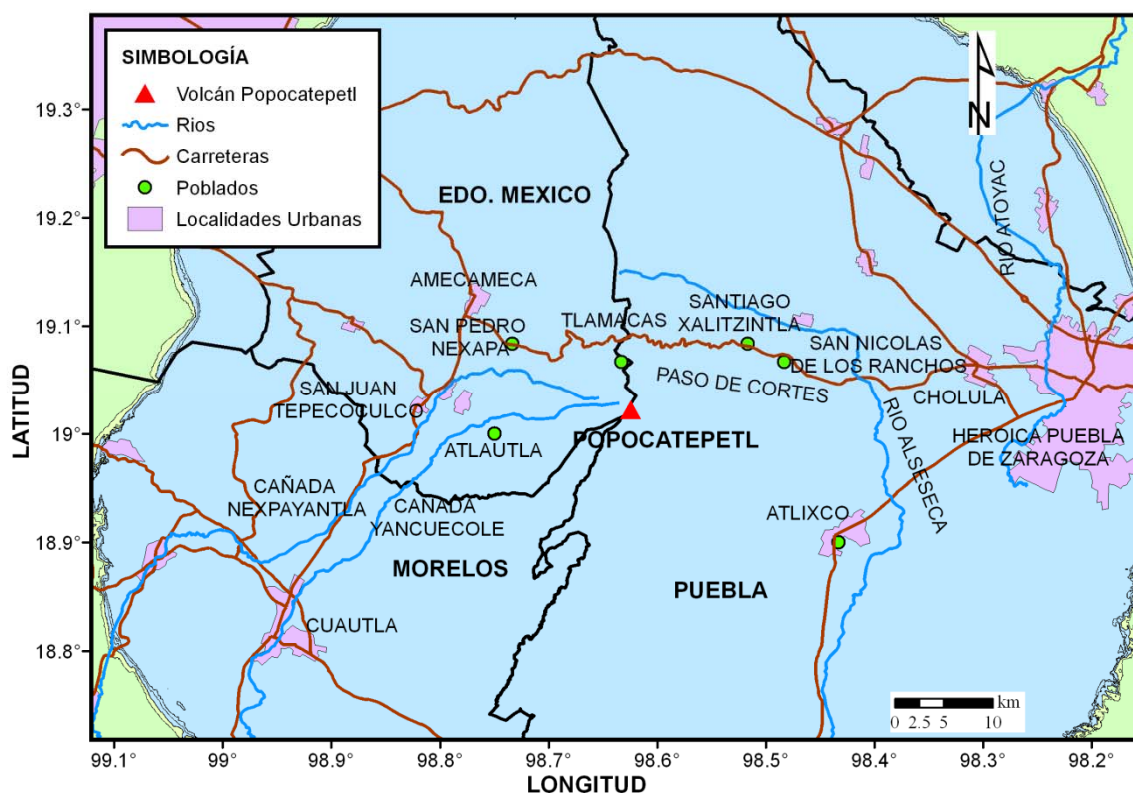 SIMBOLOGÍA
Volcán Popocatepetl
Rios
Carreteras
Poblados
Localidades Urbanas
N
EDO. MEXICO
RIO ATOYAC
AMECAMECA
SAN PEDRO
NEXAPA
TLAMACAS
SANTIAGO
XALITZINTLA
SAN NICOLAS
DE LOS RANCHOS
PASO DE CORTES
CHOLULA
SAN JUAN
TEPECOCULCO
ATLAUTLA
POPOCATEPETL
RIO ALSESECA
HEROICA PUEBLA
DE ZARAGOZA
CAÑADA
NEXPAYANTLA
CAÑADA
YANCUECOLE
ATLIXCO
MORELOS
PUEBLA
CUAUTLA
km
0 2.5 5 10
LATITUD
19.3°
19.2°
19.1°
19°
18.9°
18.8°
99.1° 99° 98.9° 98.8° 98.7° 98.6° 98.5° 98.4° 98.3° 98.2°
LONGITUD